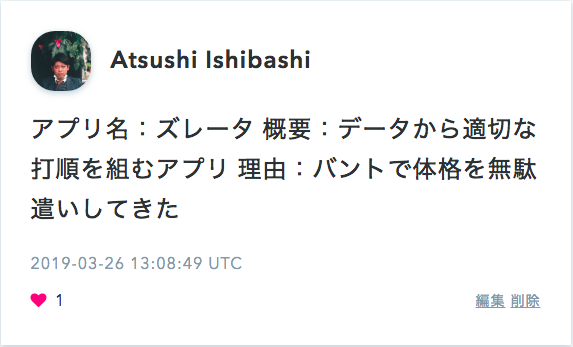 Atsushi Ishibashi
アプリ名：ズレータ 概要：データから適切な
打順を組むアプリ 理由：バントで体格を無駄
遣いしてきた
2019-03-26 13:08:49 UTC
1
編集 削除